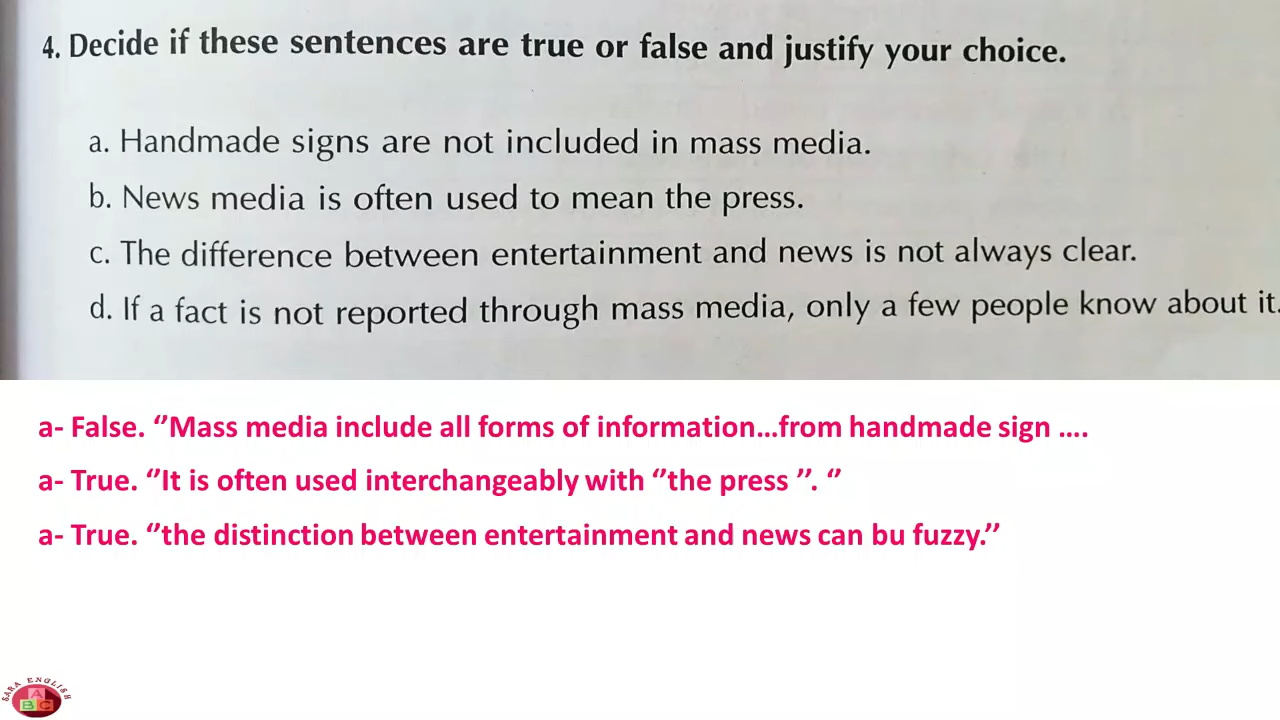 4. Decide if these sentences are true or false and justify your choice.
a. Handmade signs are not included in mass media.
b. News media is often used to mean the press.
c. The difference between entertainment and news is not always clear.
d. If a fact is not reported through mass media, only a few people know about it.
a- False. ‘’Mass media include all forms of information…from handmade sign ….
a- True. ‘’It is often used interchangeably with ‘’the press ’’. ‘’
a- True. ‘’the distinction between entertainment and news can bu fuzzy.’’
SARA ENGLISH
A
B C